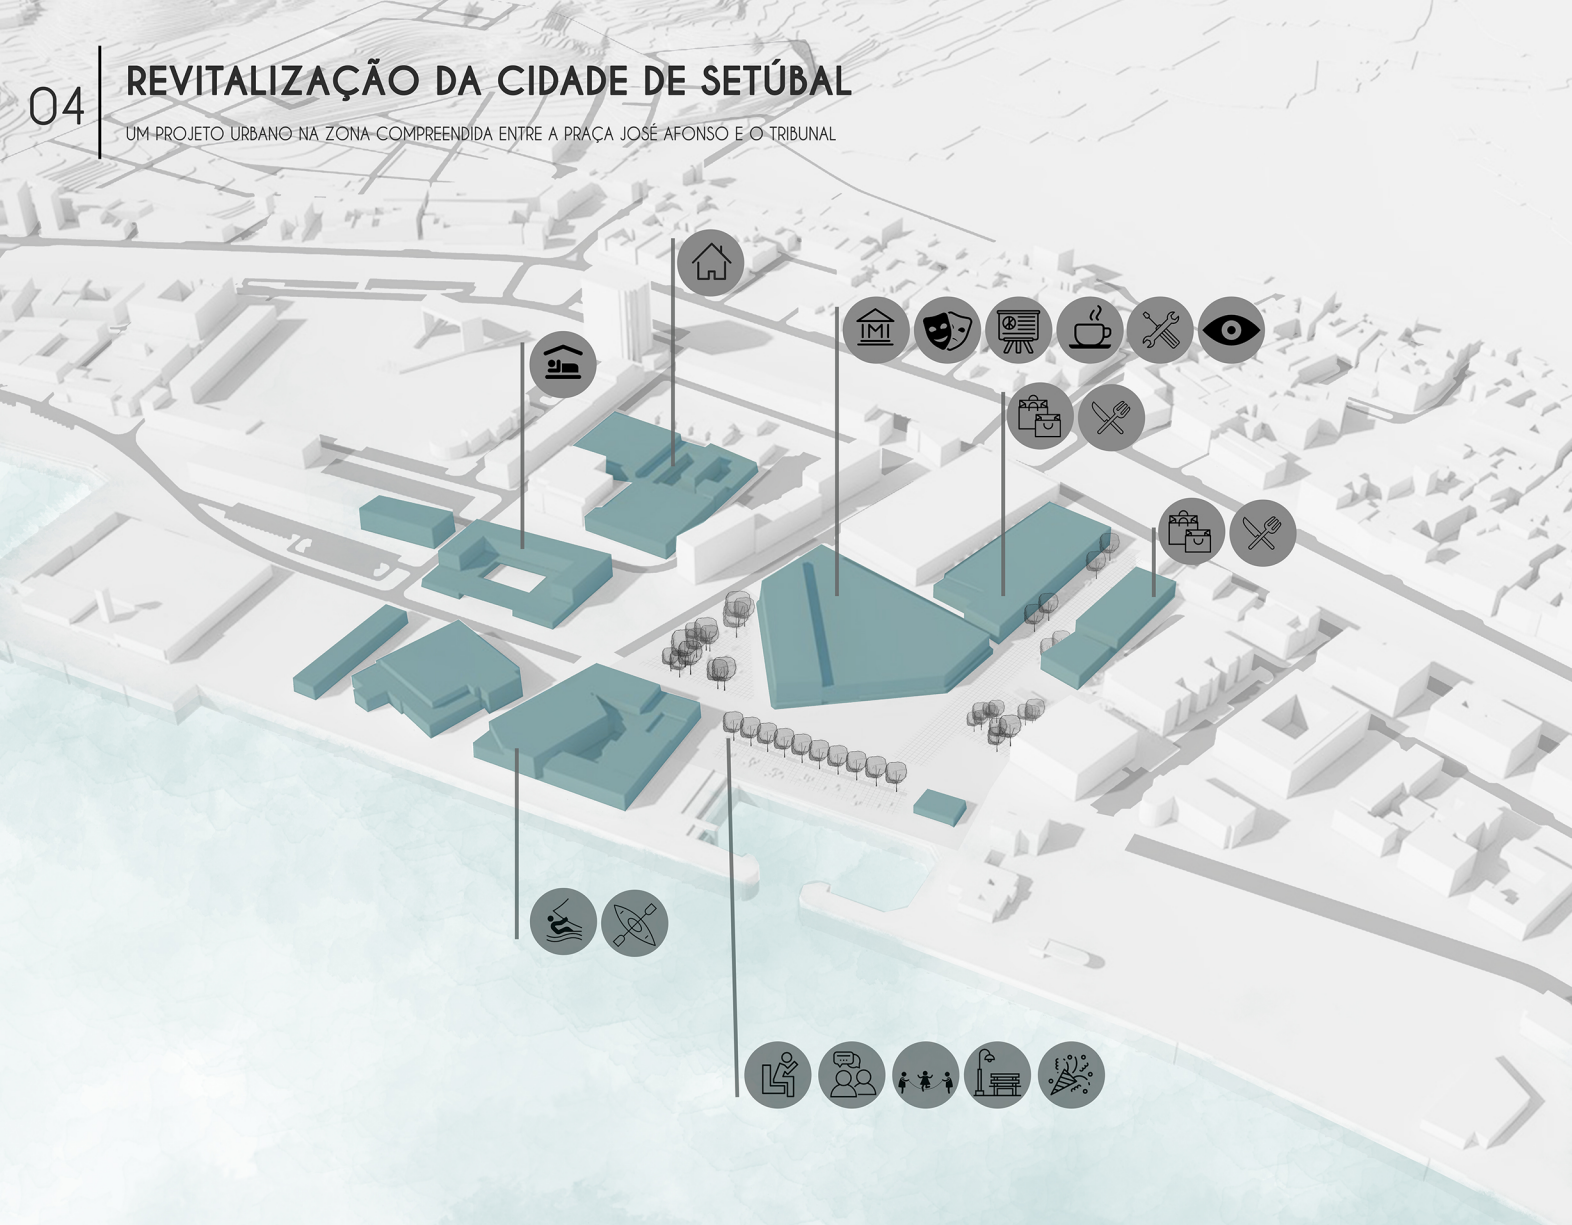 04
REVITALIZAÇÃO DA CIDADE DE SETÚBAL
UM PROJETO URBANO NA ZONA COMPREENDIDA ENTRE A PRAÇA JOSÉ AFONSO E O TRIBUNAL